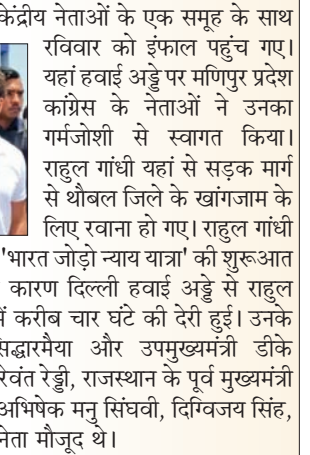 केंद्रीय नेताओं के एक समूह के साथ
रविवार को इंफाल पहुंच गए।
यहां हवाई अड्डे पर मणिपुर प्रदेश
कांग्रेस के नेताओं ने उनका
गर्मजोशी से स्वागत किया।
राहुल गांधी यहां से सड़क मार्ग
से थौबल जिले के खांगजाम के
लिए रवाना हो गए। राहुल गांधी
'भारत जोड़ो न्याय यात्रा' की शुरूआत
कारण दिल्ली हवाई अड्डे से राहुल
में करीब चार घंटे की देरी हुई। उनके
सिद्धारमैया और उपमुख्यमंत्री डीके
रेवंत रेड्डी, राजस्थान के पूर्व मुख्यमंत्री
अभिषेक मनु सिंघवी, दिग्विजय सिंह,
नेता मौजूद थे।